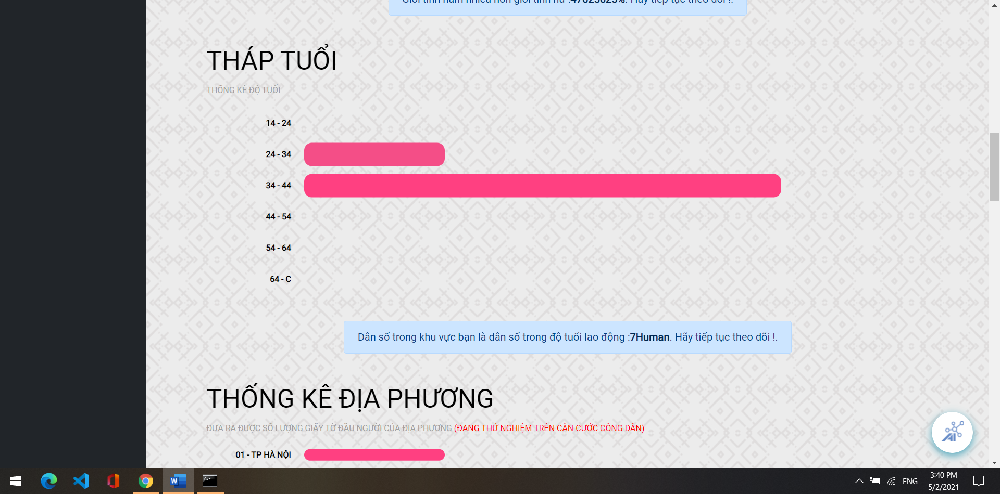 THÁP TUỔI
THỐNG KÊ ĐỘ TUỔI
14 - 24
24 - 34
34 - 44
44 - 54
54 - 64
64 - C
Dân số trong khu vực bạn là dân số trong độ tuổi lao động :7Human. Hãy tiếp tục theo dõi !.
THỐNG KÊ ĐỊA PHƯƠNG
ĐƯA RA ĐƯỢC SỐ LƯỢNG GIẤY TỜ ĐẦU NGƯỜI CỦA ĐỊA PHƯƠNG (ĐANG THỬ NGHIỆM TRÊN CĂN CƯỚC CÔNG DÂN)
01 - TP HÀ NỘI
AI
ENG
3:40 PM
5/2/2021